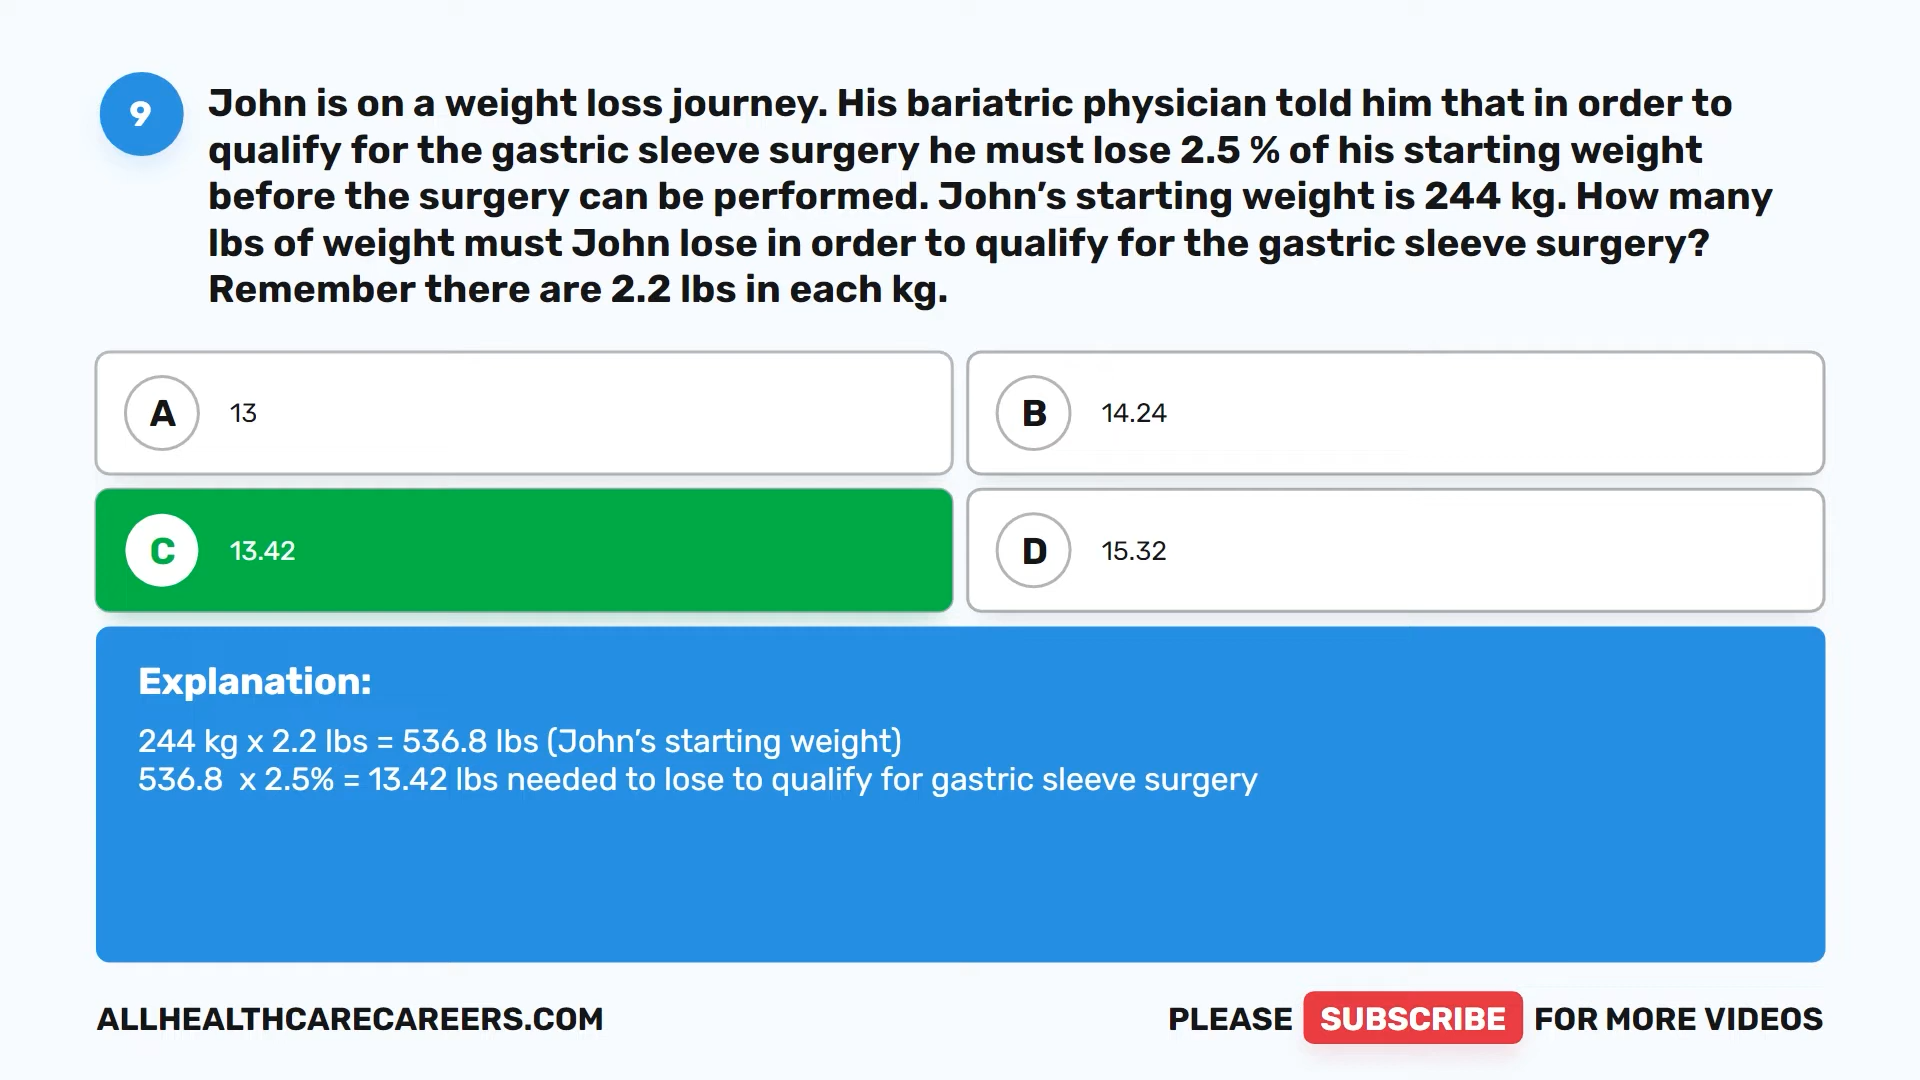 9
John is on a weight loss journey. His bariatric physician told him that in order to
qualify for the gastric sleeve surgery he must lose 2.5 % of his starting weight
before the surgery can be performed. John’s starting weight is 244 kg. How many
lbs of weight must John lose in order to qualify for the gastric sleeve surgery?
Remember there are 2.2 lbs in each kg.
A 13
B 14.24
C 13.42
D 15.32
Explanation:
244 kg x 2.2 lbs = 536.8 lbs (John’s starting weight)
536.8  x 2.5% = 13.42 lbs needed to lose to qualify for gastric sleeve surgery
ALLHEALTHCARECAREERS.COM
PLEASE SUBSCRIBE FOR MORE VIDEOS